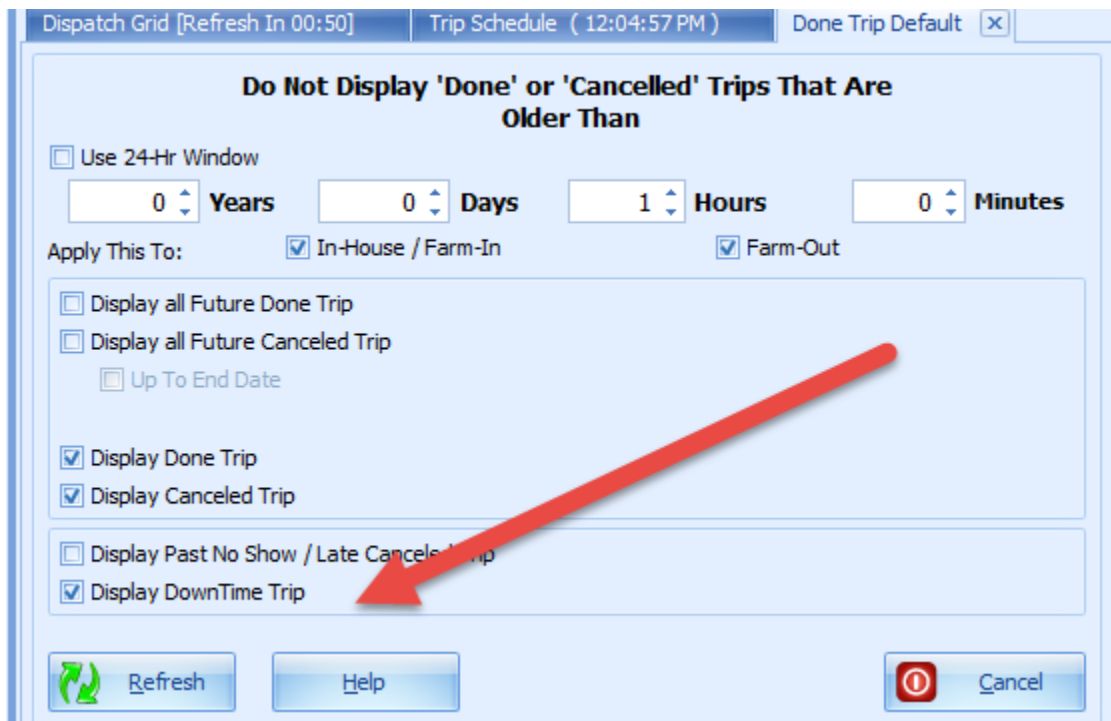 Dispatch Grid [Refresh In 00:50] Trip Schedule ( 12:04:57 PM ) Done Trip Default
Do Not Display 'Done' or 'Cancelled' Trips That Are
Older Than
Use 24-Hr Window
0 Years 0 Days 1 Hours 0 Minutes
Apply This To: In-House / Farm-In Farm-Out
Display all Future Done Trip
Display all Future Canceled Trip
Up To End Date
Display Done Trip
Display Canceled Trip
Display Past No Show / Late Canceled
Display DownTime Trip
Refresh Help Cancel